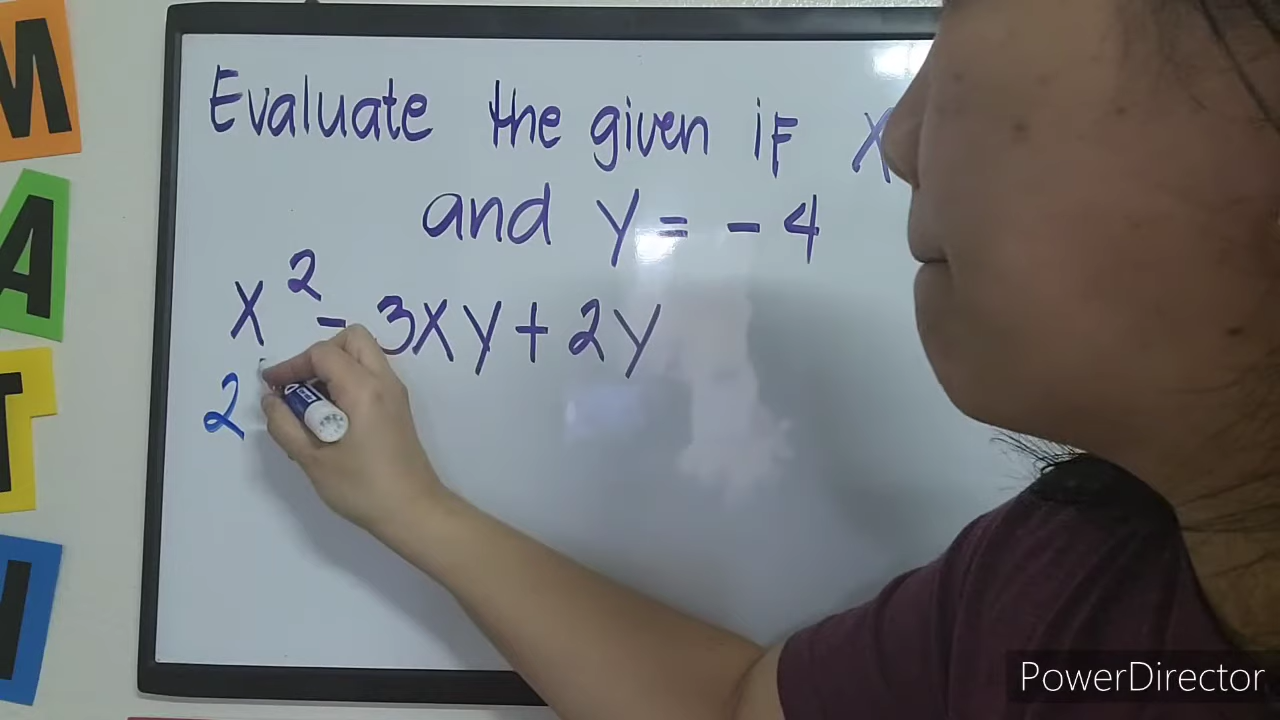 Evaluate the given if x
and y = - 4
x² - 3xy + 2y
2
M
A
T
PowerDirector